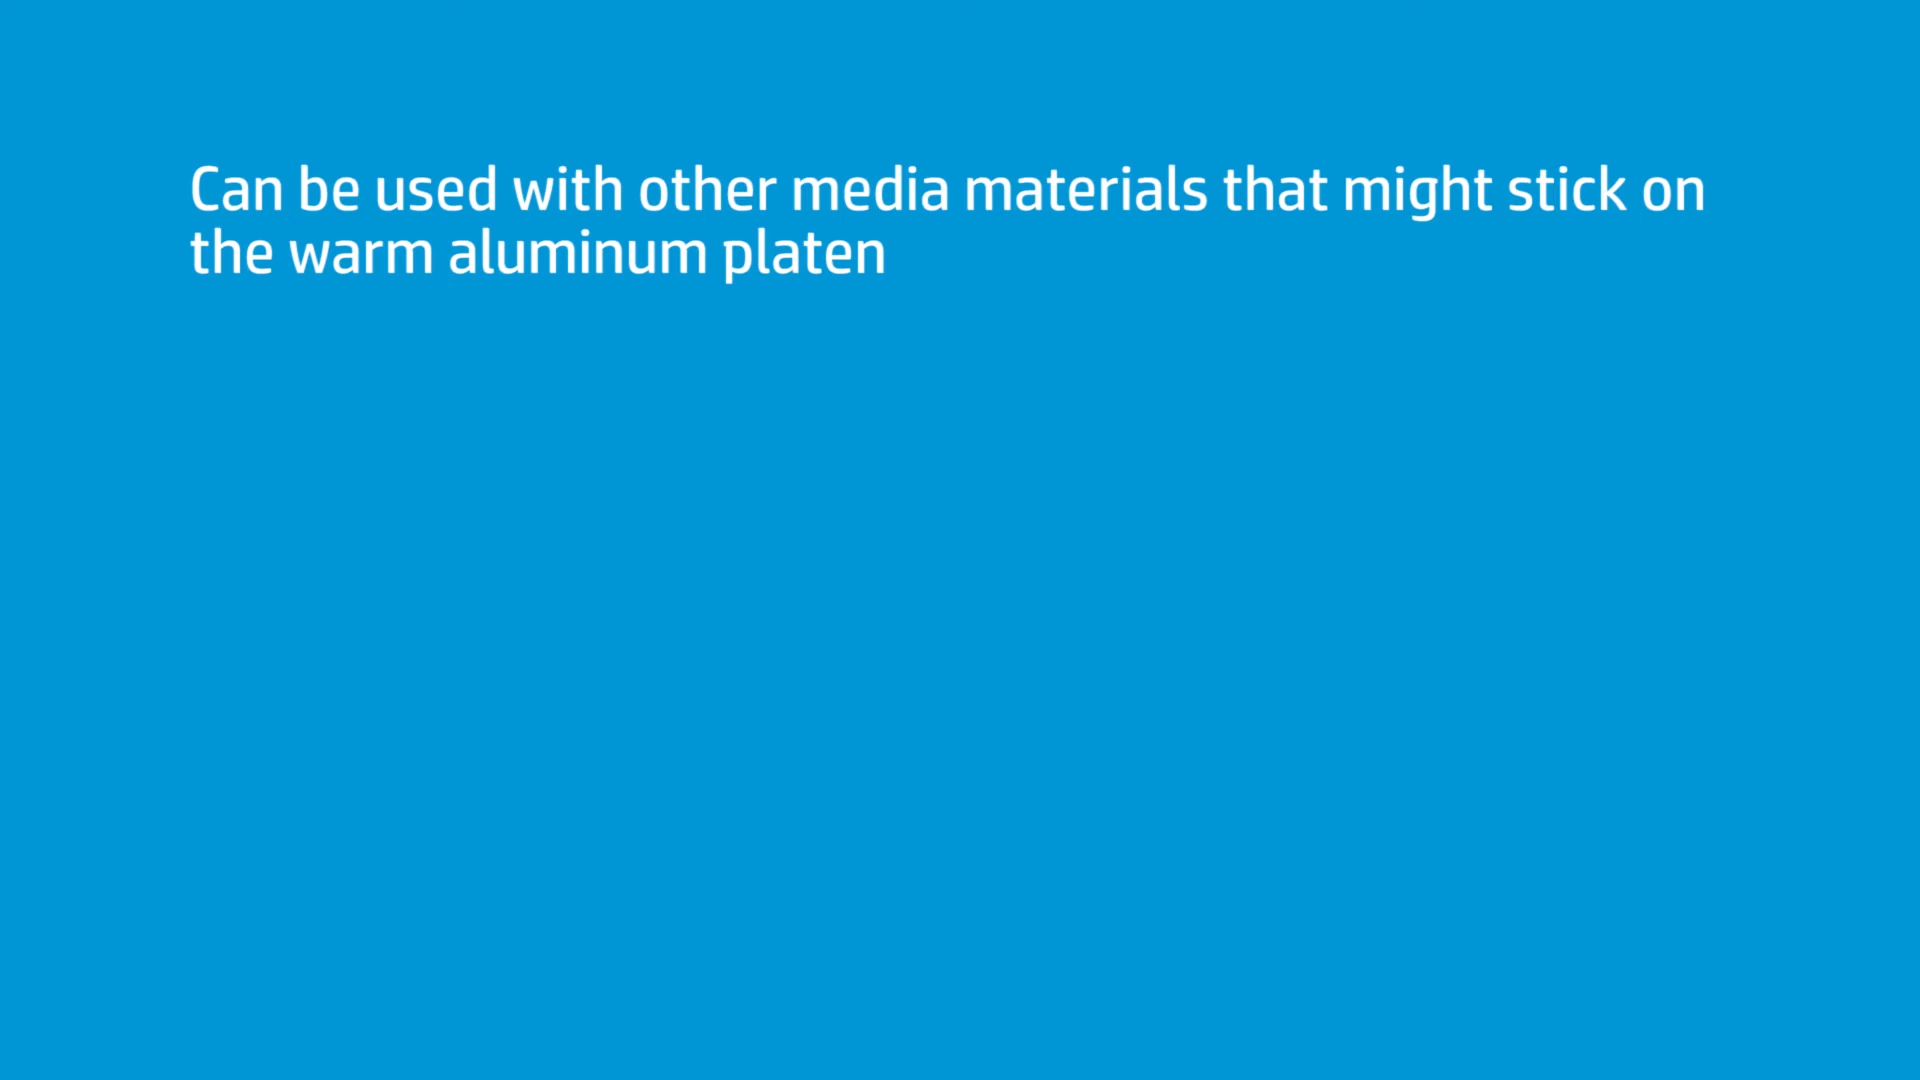 Can be used with other media materials that might stick on
the warm aluminum platen